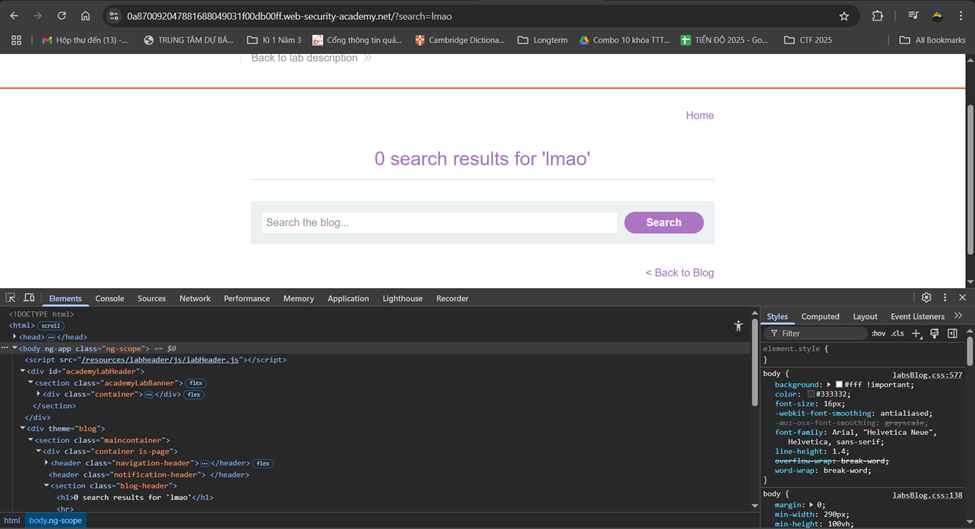 0a870092047881688049031f00db00ff.web-security-academy.net/?search=lmao
Hộp thư đến (13) -... TRUNG TÂM DỰ BÁ... Kì 1 Năm 3 Cổng thông tin quả... Cambridge Dictiona... Longterm Combo 10 khóa TTT... TIẾN ĐỘ 2025 - Go... CTF 2025 All Bookmarks
Back to lab description
Home
0 search results for 'lmao'
Search the blog... Search
< Back to Blog
Elements Console Sources Network Performance Memory Application Lighthouse Recorder
<!DOCTYPE html>
<html> scroll
<head> ... </head>
... <body ng-app class="ng-scope"> == $0
<script src="/resources/labheader/js/labHeader.js"></script>
<div id="academyLabHeader">
<section class="academyLabBanner"> flex
<div class="container"> ... </div> flex
</section>
</div>
<div theme="blog">
<section class="maincontainer">
<div class="container is-page">
<header class="navigation-header"> ... </header> flex
<header class="notification-header"> </header>
<section class="blog-header">
<h1>0 search results for 'lmao'</h1>
<hr>
html body.ng-scope
Styles Computed Layout Event Listeners
Filter :hov .cls
element.style {
}
body { labsBlog.css:577
background: #fff !important;
color: #333332;
font-size: 16px;
-webkit-font-smoothing: antialiased;
-moz-osx-font-smoothing: grayscale;
font-family: Arial, "Helvetica Neue",
Helvetica, sans-serif;
line-height: 1.4;
overflow-wrap: break-word;
word-wrap: break-word;
}
body { labsBlog.css:138
margin: 0;
min-width: 290px;
min-height: 100vh;